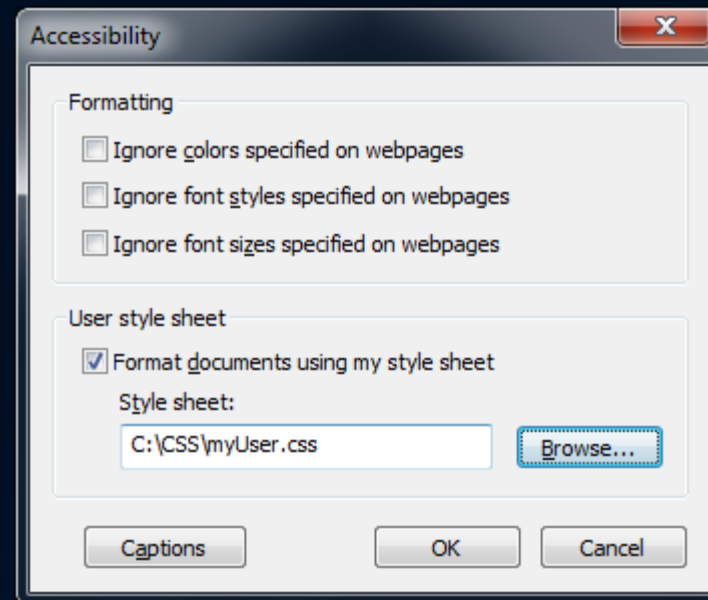 Accessibility
Formatting
Ignore colors specified on webpages
Ignore font styles specified on webpages
Ignore font sizes specified on webpages
User style sheet
Format documents using my style sheet
Style sheet:
C:\CSS\myUser.css
Browse...
Captions OK Cancel